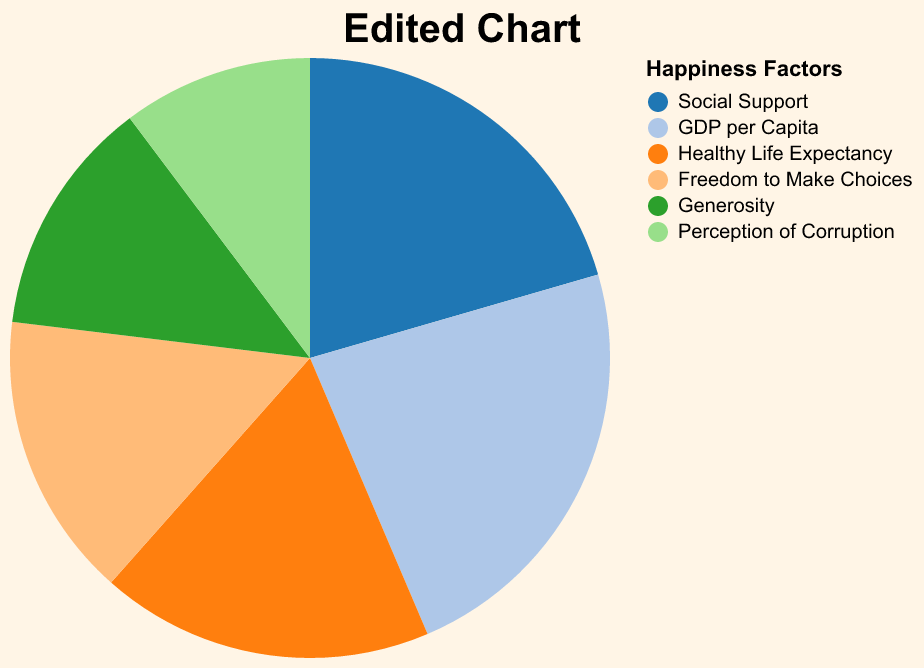 Edited Chart
Happiness Factors
Social Support
GDP per Capita
Healthy Life Expectancy
Freedom to Make Choices
Generosity
Perception of Corruption